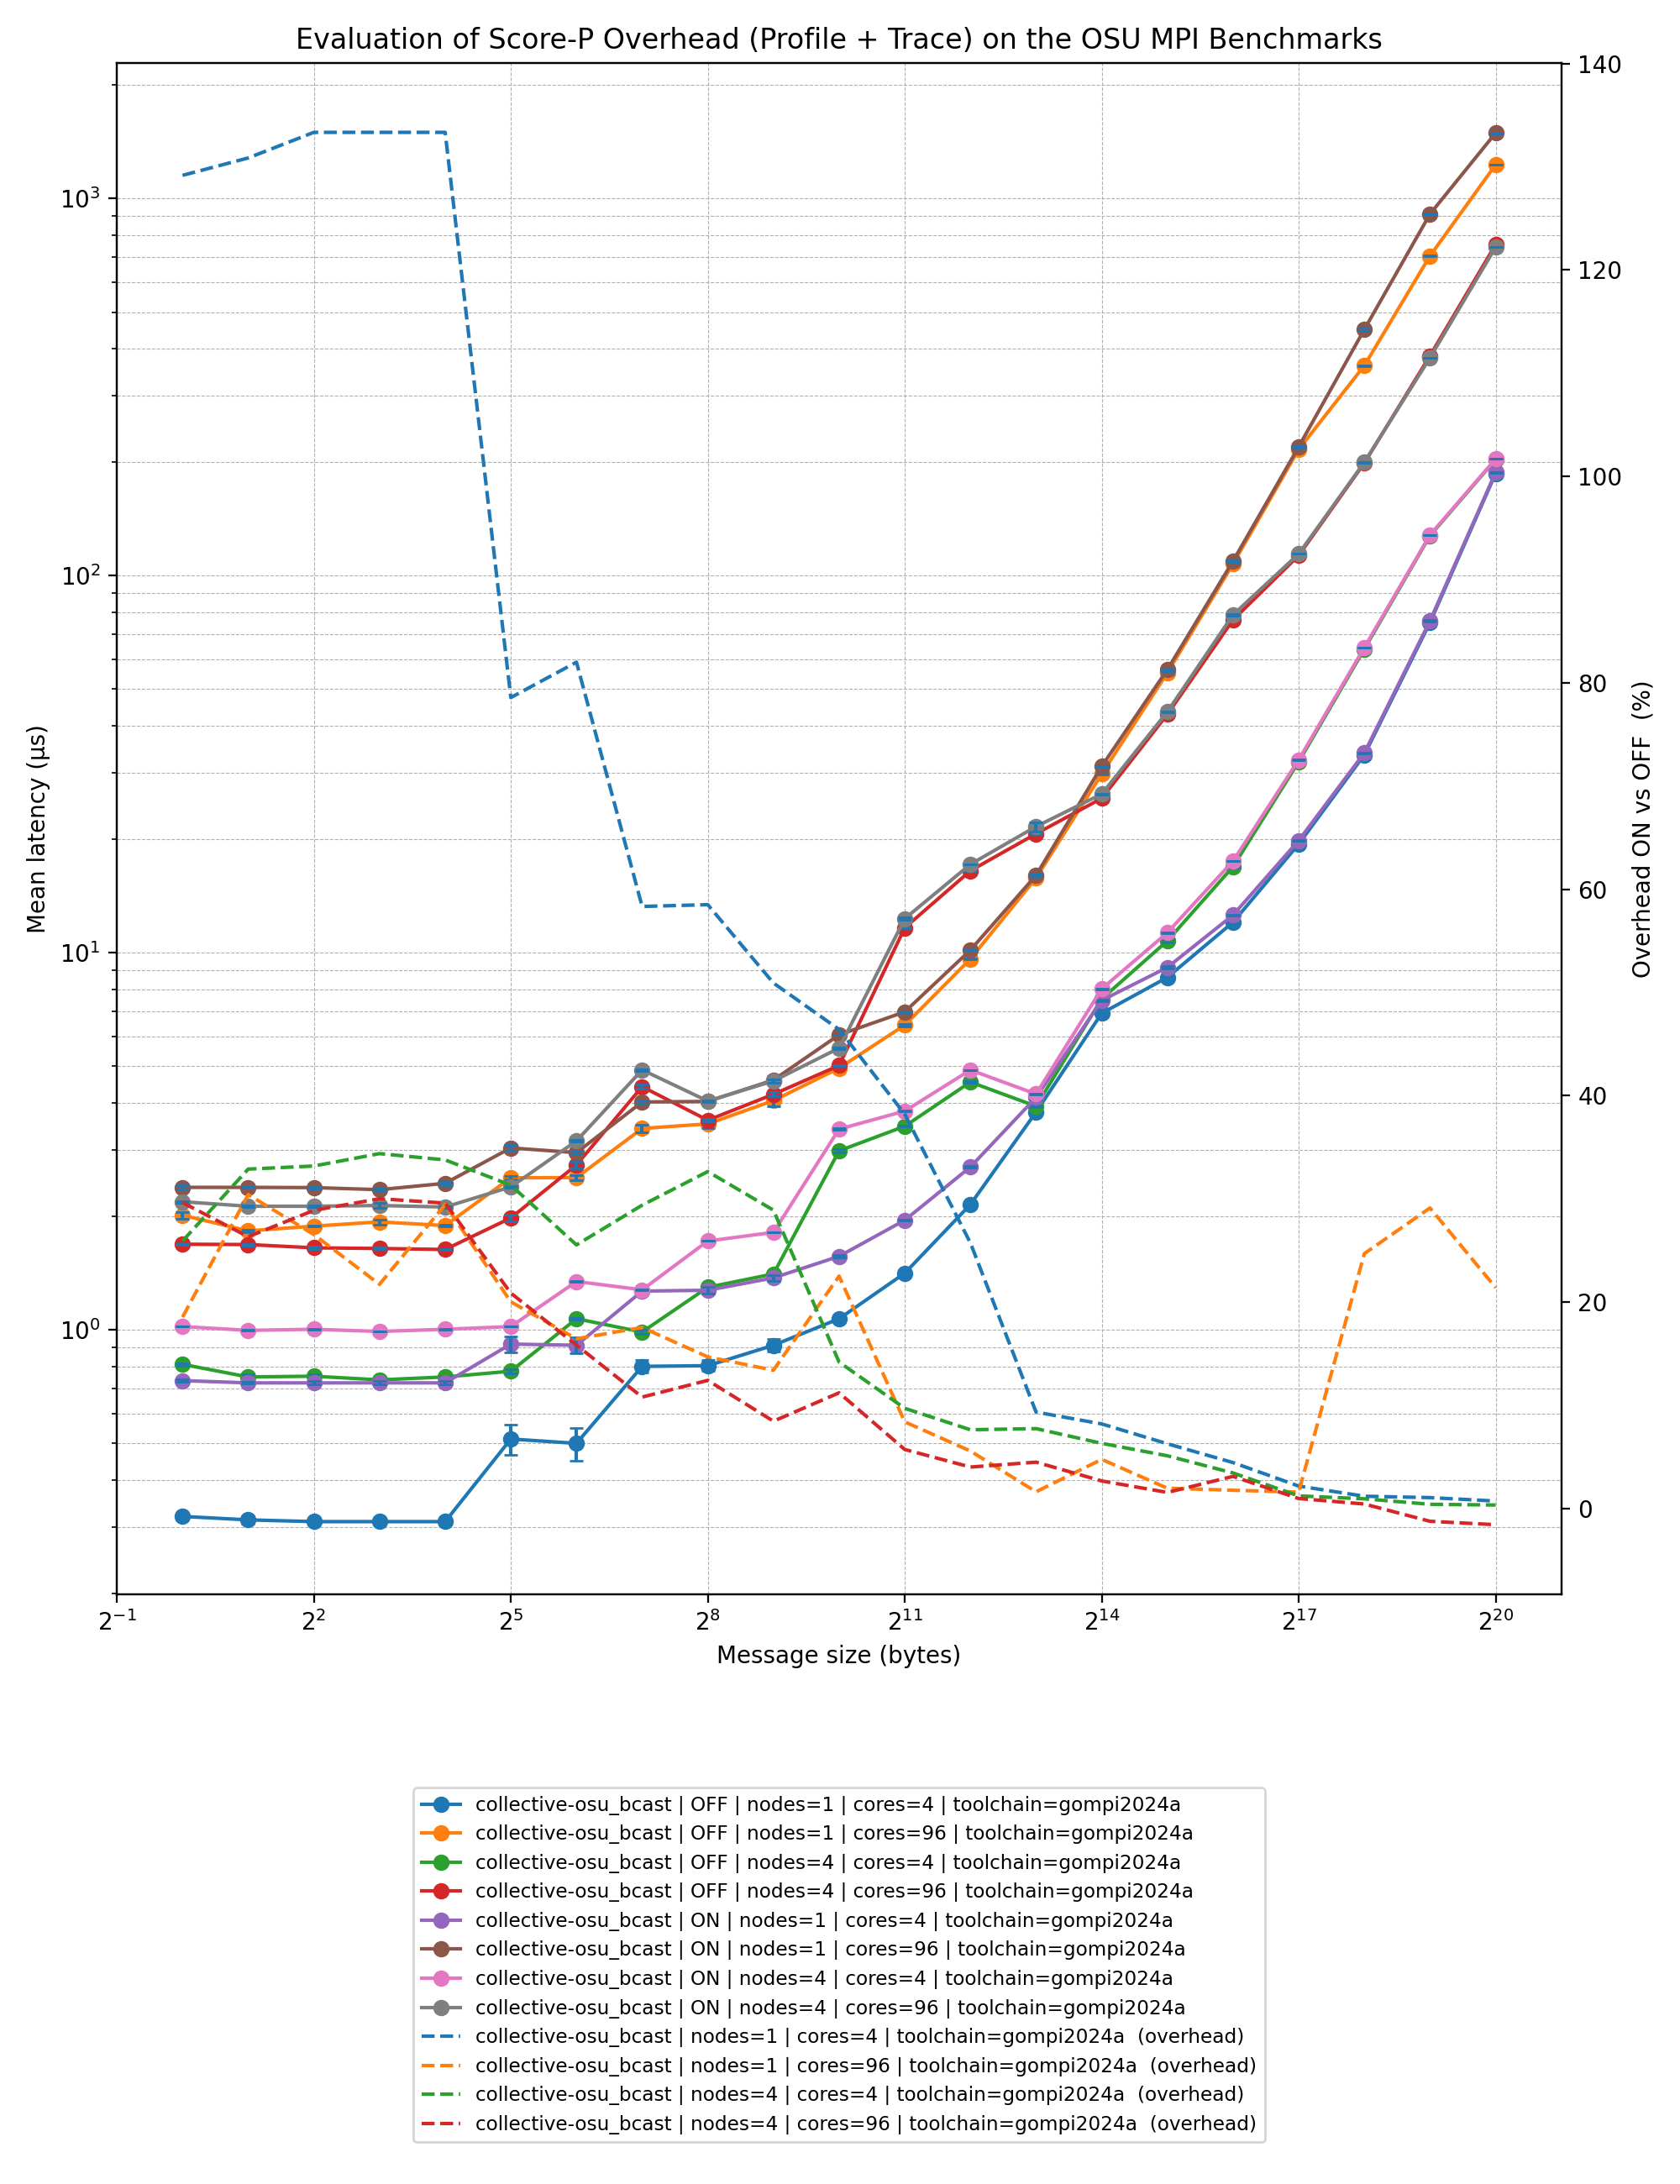 Evaluation of Score-P Overhead (Profile + Trace) on the OSU MPI Benchmarks
Mean latency (µs)
10³
10²
10¹
10⁰
140
120
100
80
60
40
20
0
Overhead ON vs OFF (%)
2⁻¹ 2² 2⁵ 2⁸ 2¹¹ 2¹⁴ 2¹⁷ 2²⁰
Message size (bytes)
collective-osu_bcast | OFF | nodes=1 | cores=4 | toolchain=gompi2024a
collective-osu_bcast | OFF | nodes=1 | cores=96 | toolchain=gompi2024a
collective-osu_bcast | OFF | nodes=4 | cores=4 | toolchain=gompi2024a
collective-osu_bcast | OFF | nodes=4 | cores=96 | toolchain=gompi2024a
collective-osu_bcast | ON | nodes=1 | cores=4 | toolchain=gompi2024a
collective-osu_bcast | ON | nodes=1 | cores=96 | toolchain=gompi2024a
collective-osu_bcast | ON | nodes=4 | cores=4 | toolchain=gompi2024a
collective-osu_bcast | ON | nodes=4 | cores=96 | toolchain=gompi2024a
collective-osu_bcast | nodes=1 | cores=4 | toolchain=gompi2024a (overhead)
collective-osu_bcast | nodes=1 | cores=96 | toolchain=gompi2024a (overhead)
collective-osu_bcast | nodes=4 | cores=4 | toolchain=gompi2024a (overhead)
collective-osu_bcast | nodes=4 | cores=96 | toolchain=gompi2024a (overhead)